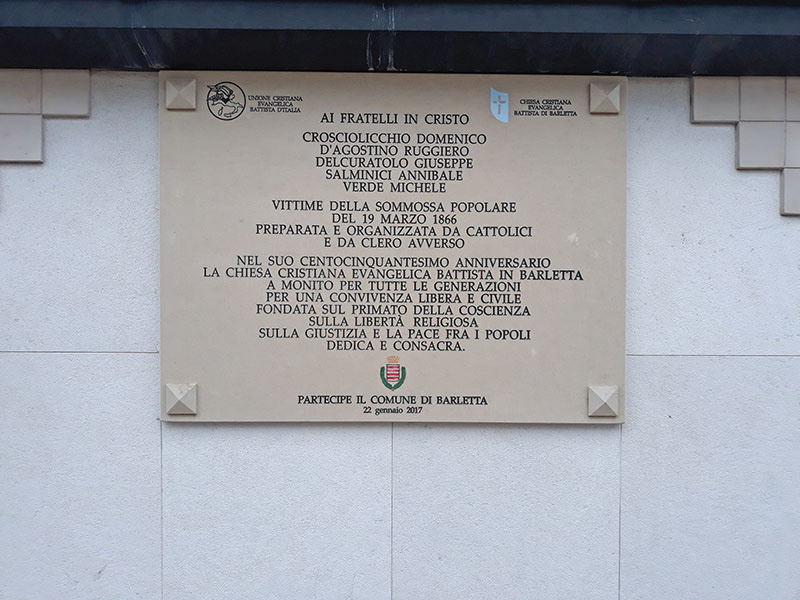 UNIONE CRISTIANA
EVANGELICA
BATTISTA D'ITALIA
CHIESA CRISTIANA
EVANGELICA
BATTISTA DI BARLETTA
AI FRATELLI IN CRISTO
CROSCIOLICCHIO DOMENICO
D'AGOSTINO RUGGIERO
DELCURATOLO GIUSEPPE
SALMINICI ANNIBALE
VERDE MICHELE
VITTIME DELLA SOMMOSSA POPOLARE
DEL 19 MARZO 1866
PREPARATA E ORGANIZZATA DA CATTOLICI
E DA CLERO AVVERSO
NEL SUO CENTOCINQUANTESIMO ANNIVERSARIO
LA CHIESA CRISTIANA EVANGELICA BATTISTA IN BARLETTA
A MONITO PER TUTTE LE GENERAZIONI
PER UNA CONVIVENZA LIBERA E CIVILE
FONDATA SUL PRIMATO DELLA COSCIENZA
SULLA LIBERTÀ RELIGIOSA
SULLA GIUSTIZIA E LA PACE FRA I POPOLI
DEDICA E CONSACRA.
PARTECIPE IL COMUNE DI BARLETTA
22 gennaio 2017